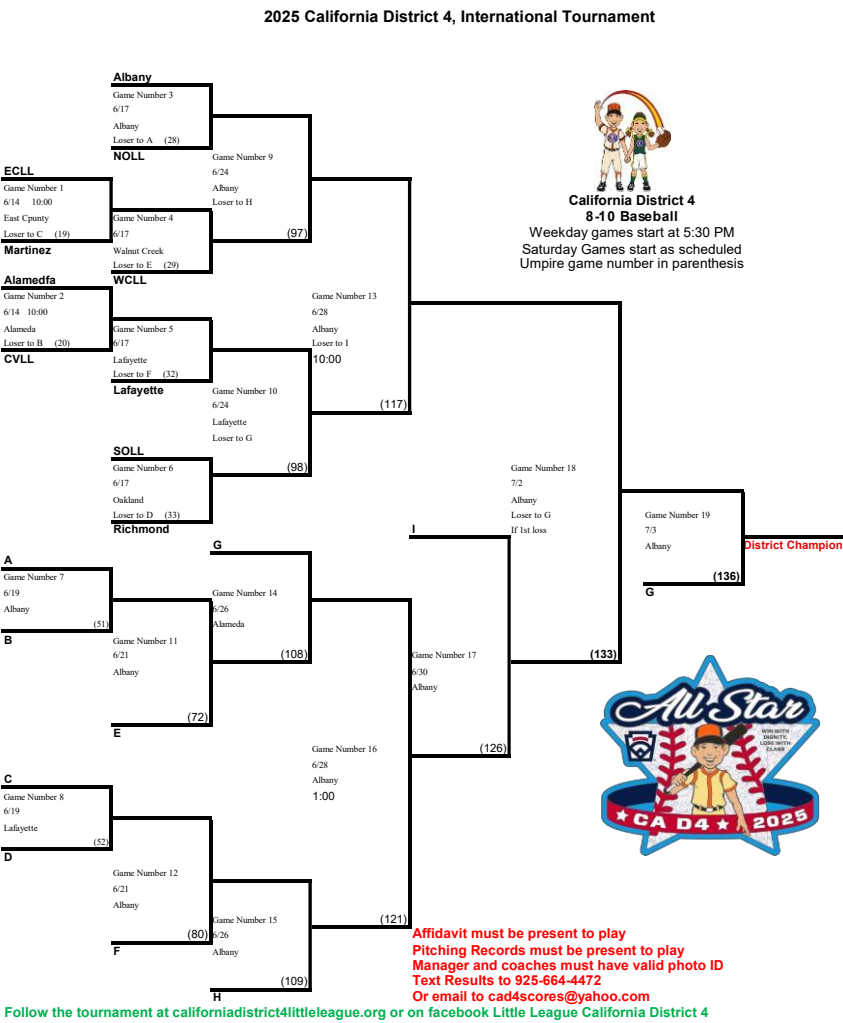 2025 California District 4, International Tournament
Albany
Game Number 3
6/17
Albany
Loser to A (28)
NOLL
ECLL
Game Number 1
6/14 10:00
East Cpunty
Loser to C (19)
Martinez
Game Number 4
6/17
Walnut Creek
Loser to E (29)
WCLL
Game Number 9
6/24
Albany
Loser to H
(97)
Alamedfa
Game Number 2
6/14 10:00
Alameda
Loser to B (20)
CVLL
Game Number 5
6/17
Lafayette
Loser to F (32)
Lafayette
Game Number 10
6/24
Lafayette
Loser to G
(98)
SOLL
Game Number 6
6/17
Oakland
Loser to D (33)
Richmond
Game Number 13
6/28
Albany
Loser to I
10:00
(117)
California District 4
8-10 Baseball
Weekday games start at 5:30 PM
Saturday Games start as scheduled
Umpire game number in parenthesis
Game Number 18
7/2
Albany
Loser to G
If 1st loss
(133)
Game Number 19
7/3
Albany
(136)
G
District Champion
A
Game Number 7
6/19
Albany
(51)
B
Game Number 11
6/21
Albany
(72)
E
G
Game Number 14
6/26
Alameda
(108)
I
Game Number 17
6/30
Albany
(126)
C
Game Number 8
6/19
Lafayette
(52)
D
Game Number 12
6/21
Albany
(80)
F
Game Number 15
6/26
Albany
(109)
H
Game Number 16
6/28
Albany
1:00
(121)
All-Star
WIN WITH
DIGNITY,
LOSE WITH
CLASS
CA D4 2025
Affidavit must be present to play
Pitching Records must be present to play
Manager and coaches must have valid photo ID
Text Results to 925-664-4472
Or email to cad4scores@yahoo.com
Follow the tournament at californiadistrict4littleleague.org or on facebook Little League California District 4